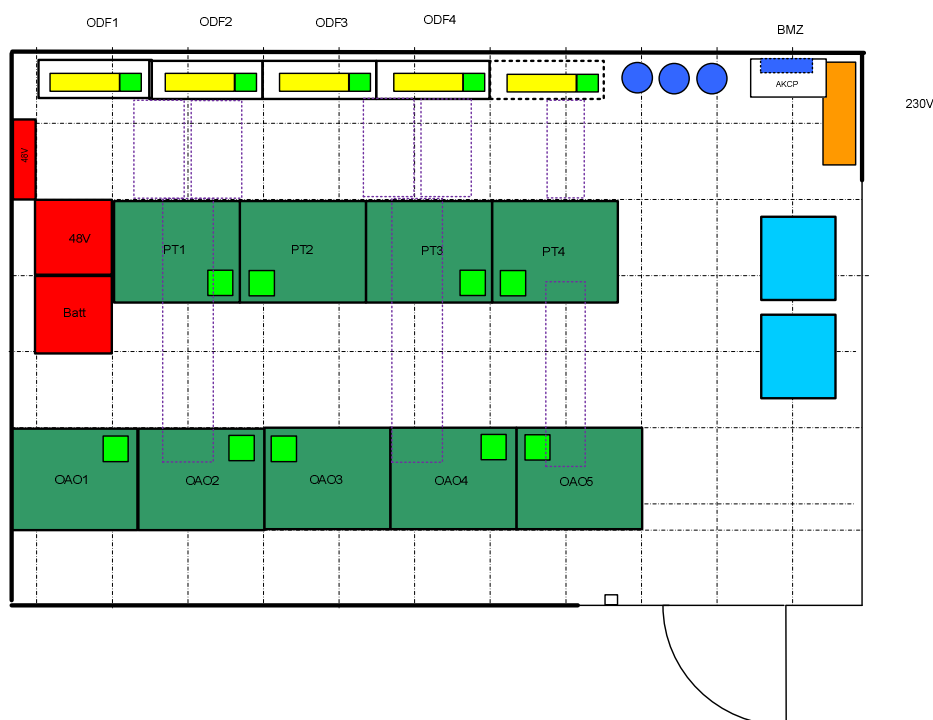 ODF1
ODF2
ODF3
ODF4
BMZ
AKCP
230V
48V
48V
PT1
PT2
PT3
PT4
Batt
OAO1
OAO2
OAO3
OAO4
OAO5